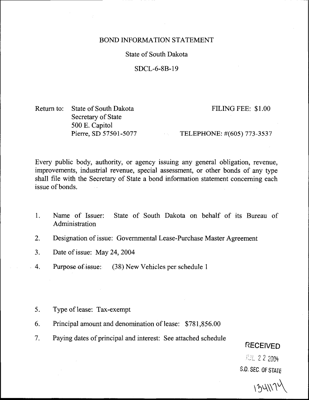 BOND INFORMATION STATEMENT
State of South Dakota
SDCL-6-8B-19
Return to: State of South Dakota FILING FEE: $1.00
Secretary of State
500 E. Capitol
Pierre, SD 57501-5077 TELEPHONE: #(605) 773-3537
Every public body, authority, or agency issuing any general obligation, revenue,
improvements, industrial revenue, special assessment, or other bonds of any type
shall file with the Secretary of State a bond information statement concerning each
issue of bonds.
1. Name of Issuer: State of South Dakota on behalf of its Bureau of
Administration
2. Designation of issue: Governmental Lease-Purchase Master Agreement
3. Date of issue: May 24, 2004
4. Purpose of issue: (38) New Vehicles per schedule 1
5. Type of lease: Tax-exempt
6. Principal amount and denomination of lease: $781,856.00
7. Paying dates of principal and interest: See attached schedule
RECEIVED
JUL 22 2004
S.D. SEC. OF STATE
1341174